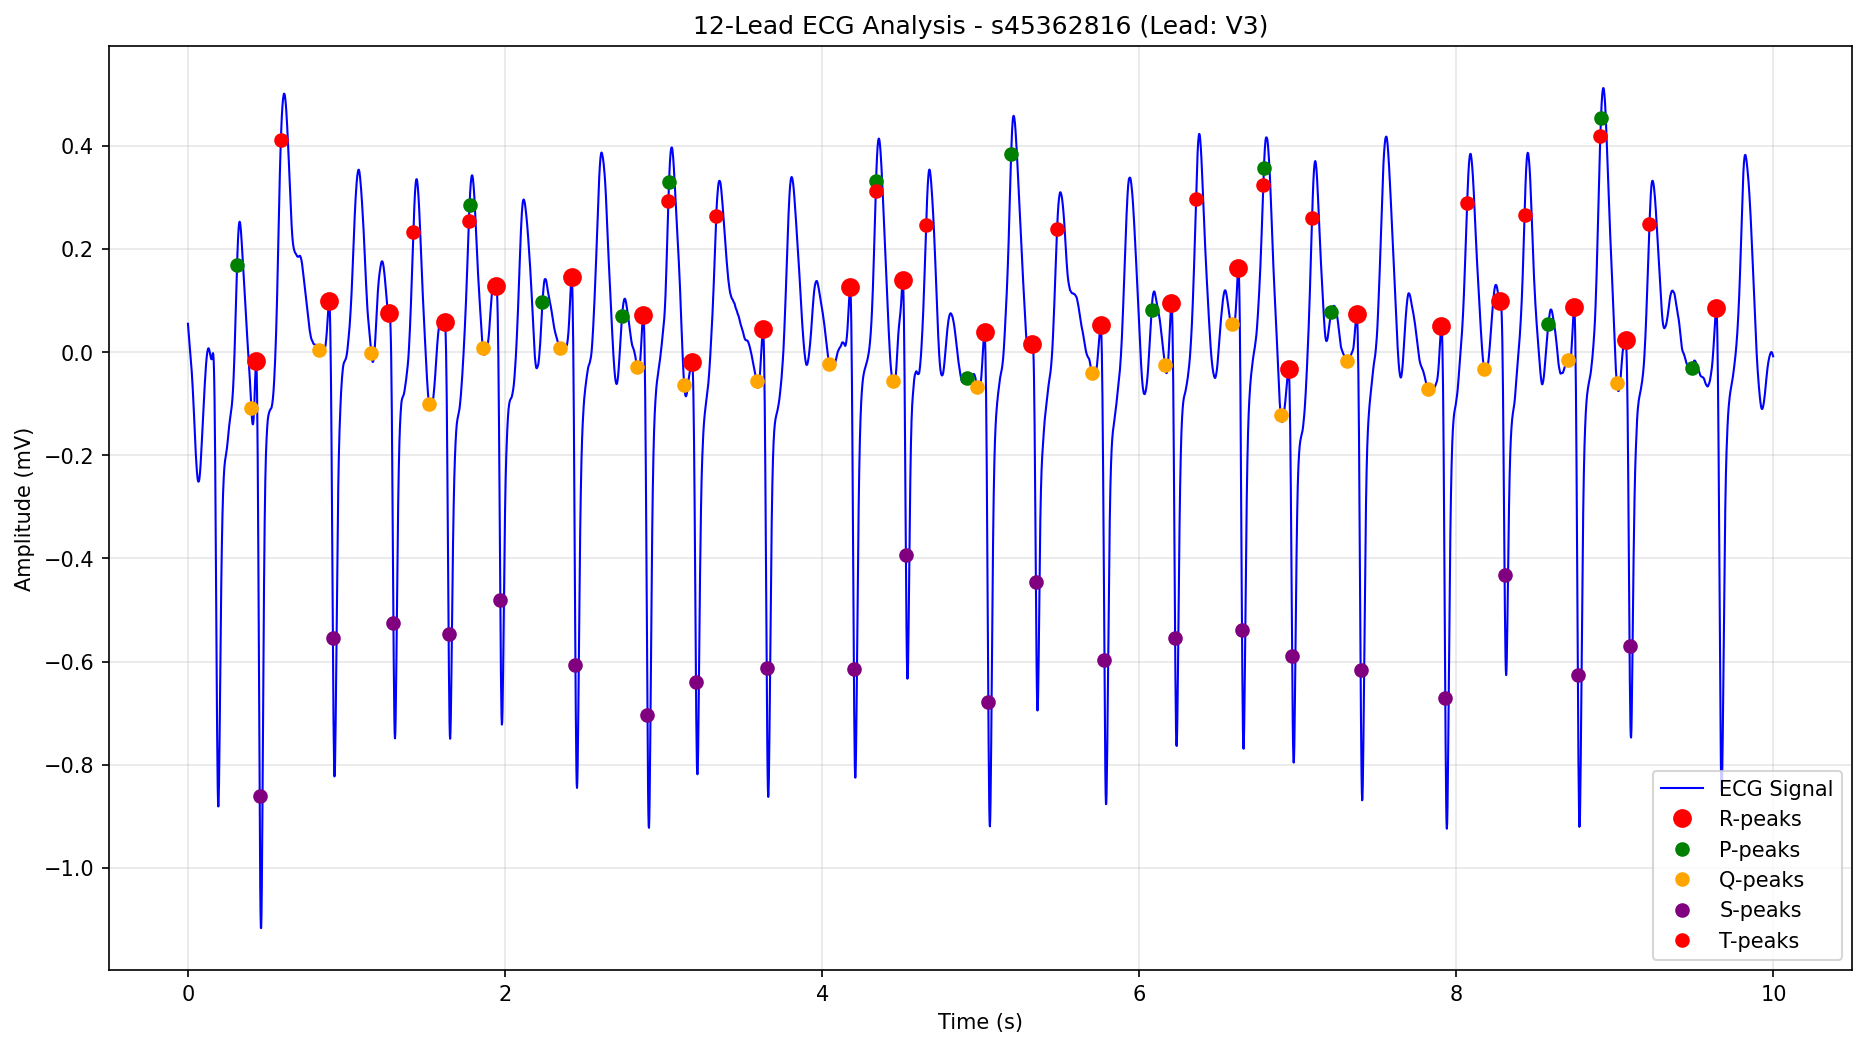 12-Lead ECG Analysis - s45362816 (Lead: V3)
Amplitude (mV)
0.4
0.2
0.0
−0.2
−0.4
−0.6
−0.8
−1.0
ECG Signal
R-peaks
P-peaks
Q-peaks
S-peaks
T-peaks
0 2 4 6 8 10
Time (s)